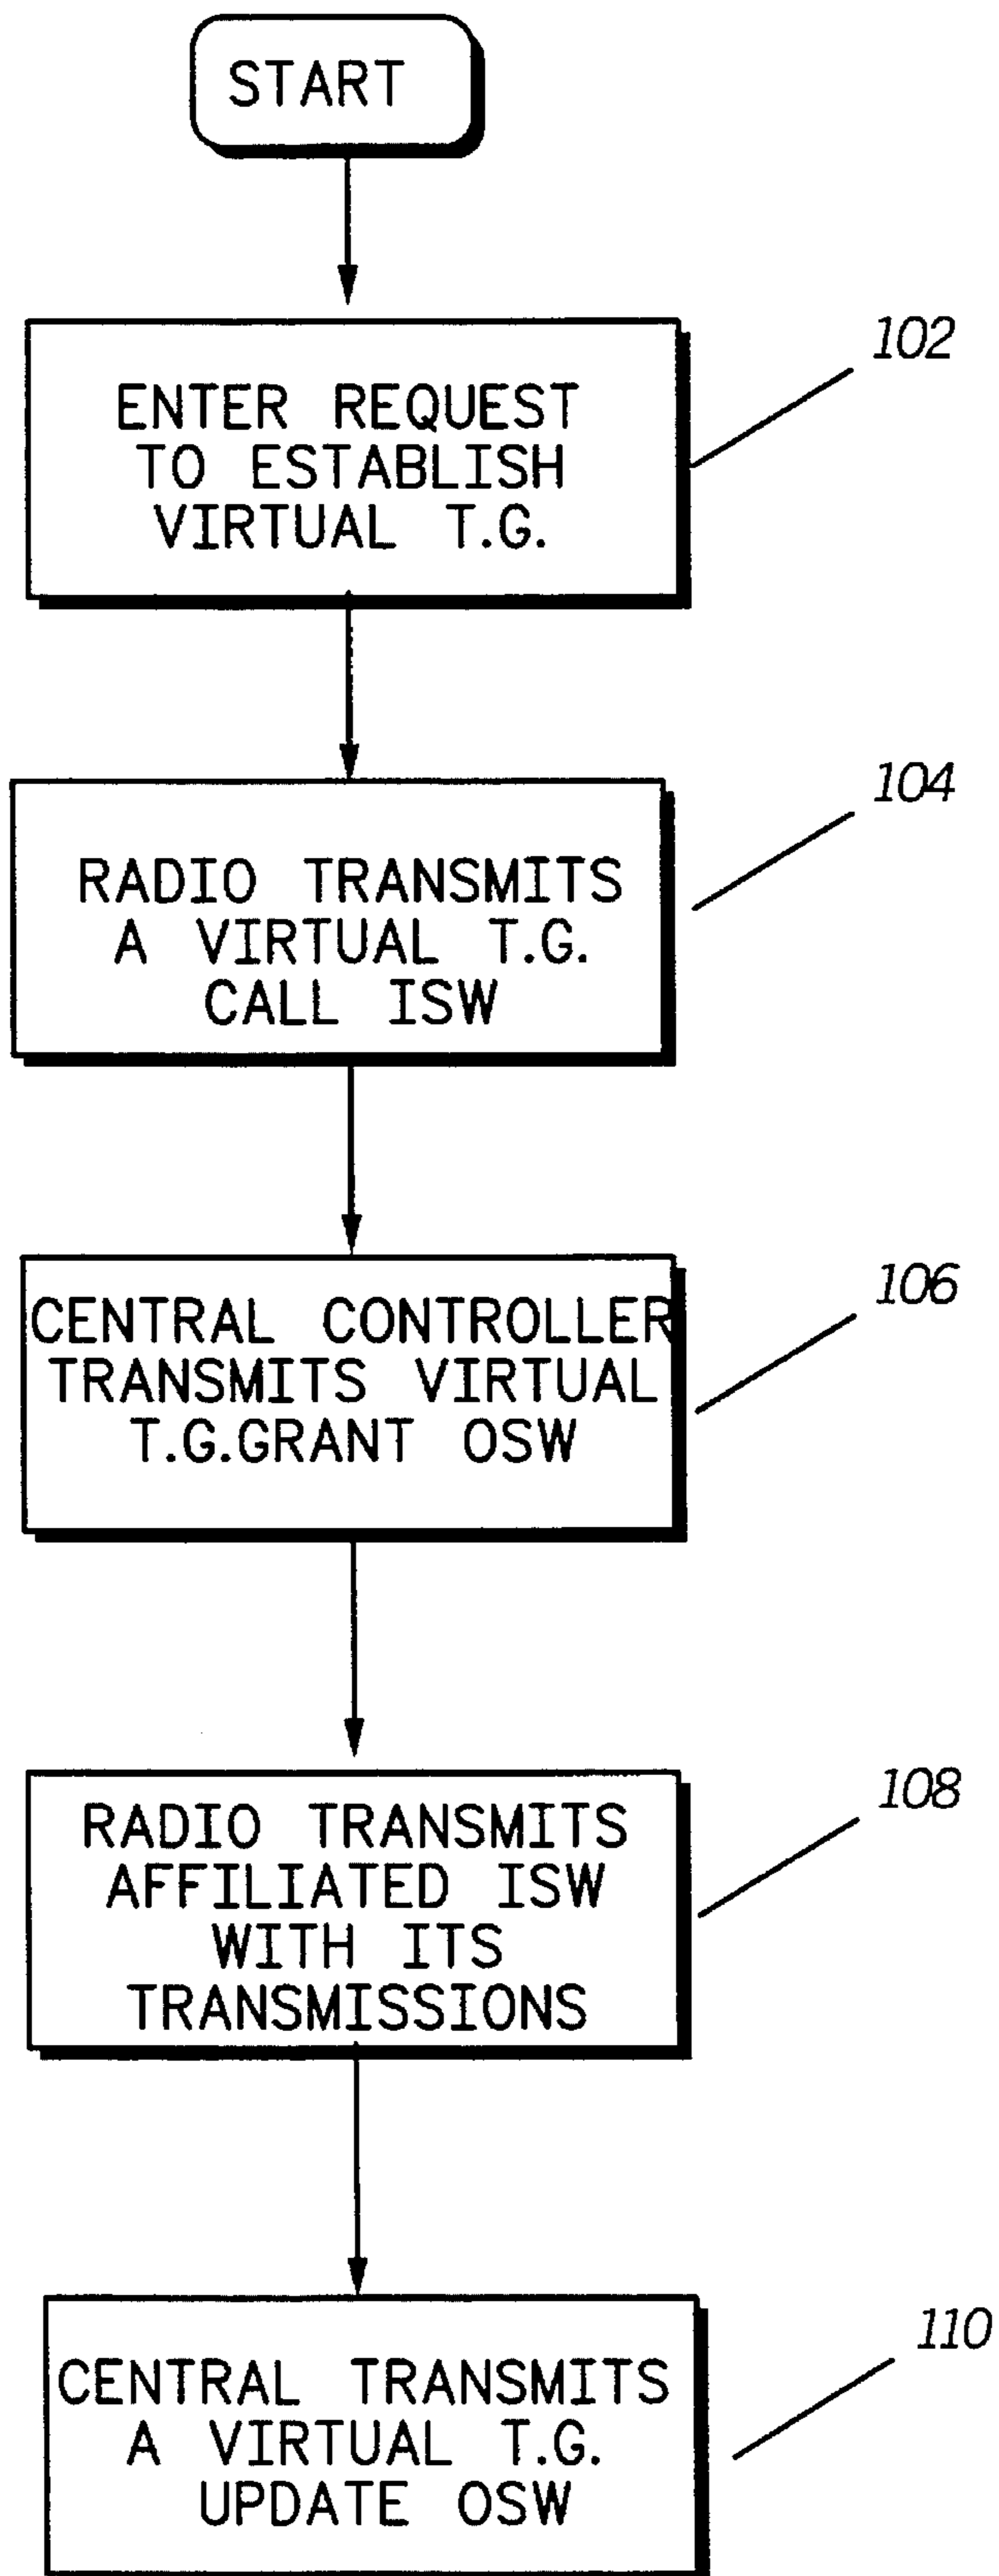 START
102
ENTER REQUEST
TO ESTABLISH
VIRTUAL T.G.
104
RADIO TRANSMITS
A VIRTUAL T.G.
CALL ISW
106
CENTRAL CONTROLLER
TRANSMITS VIRTUAL
T.G.GRANT OSW
108
RADIO TRANSMITS
AFFILIATED ISW
WITH ITS
TRANSMISSIONS
110
CENTRAL TRANSMITS
A VIRTUAL T.G.
UPDATE OSW